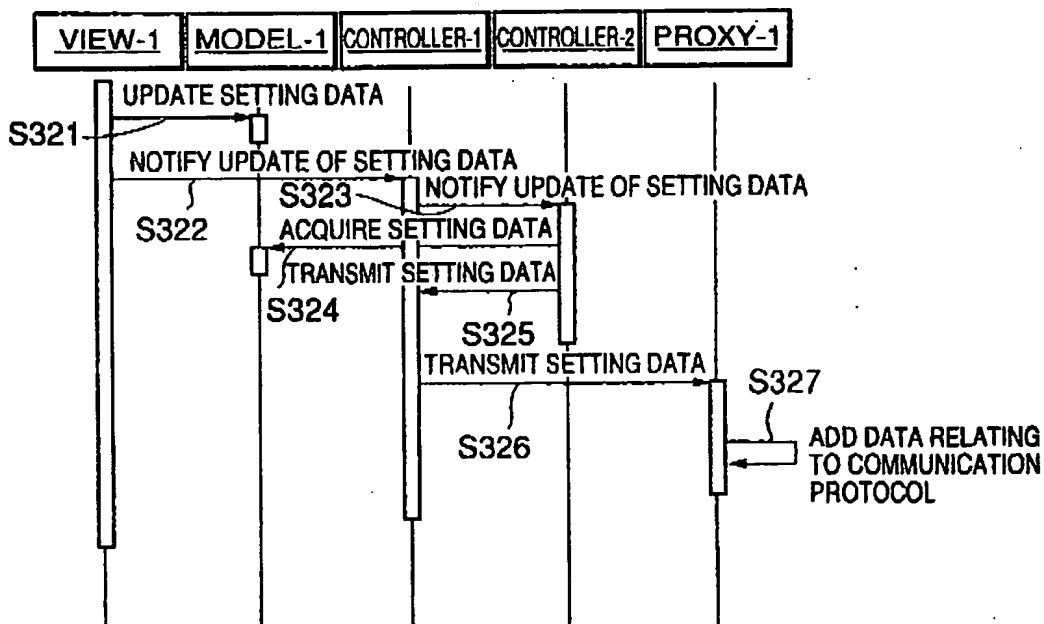 VIEW-1 MODEL-1 CONTROLLER-1 CONTROLLER-2 PROXY-1
UPDATE SETTING DATA
S321
NOTIFY UPDATE OF SETTING DATA
S322
S323
NOTIFY UPDATE OF SETTING DATA
ACQUIRE SETTING DATA
S324
TRANSMIT SETTING DATA
S325
TRANSMIT SETTING DATA
S326
S327
ADD DATA RELATING
TO COMMUNICATION
PROTOCOL